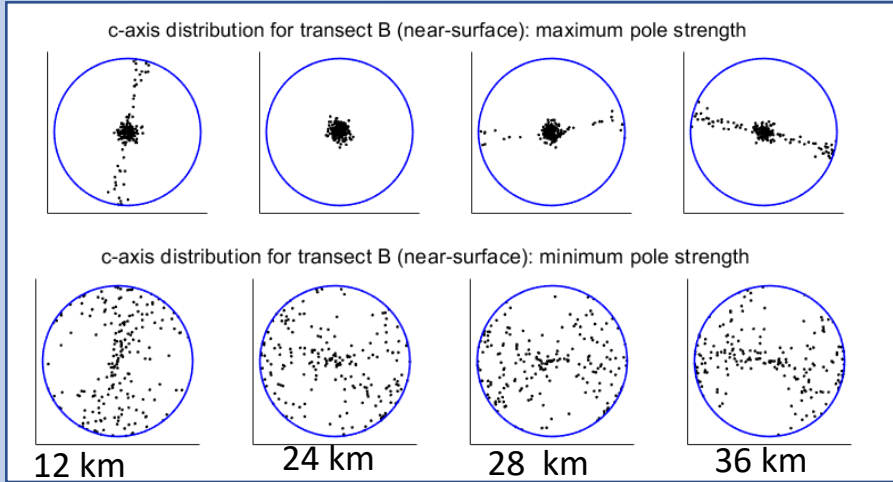 c-axis distribution for transect B (near-surface): maximum pole strength
c-axis distribution for transect B (near-surface): minimum pole strength
12 km 24 km 28 km 36 km